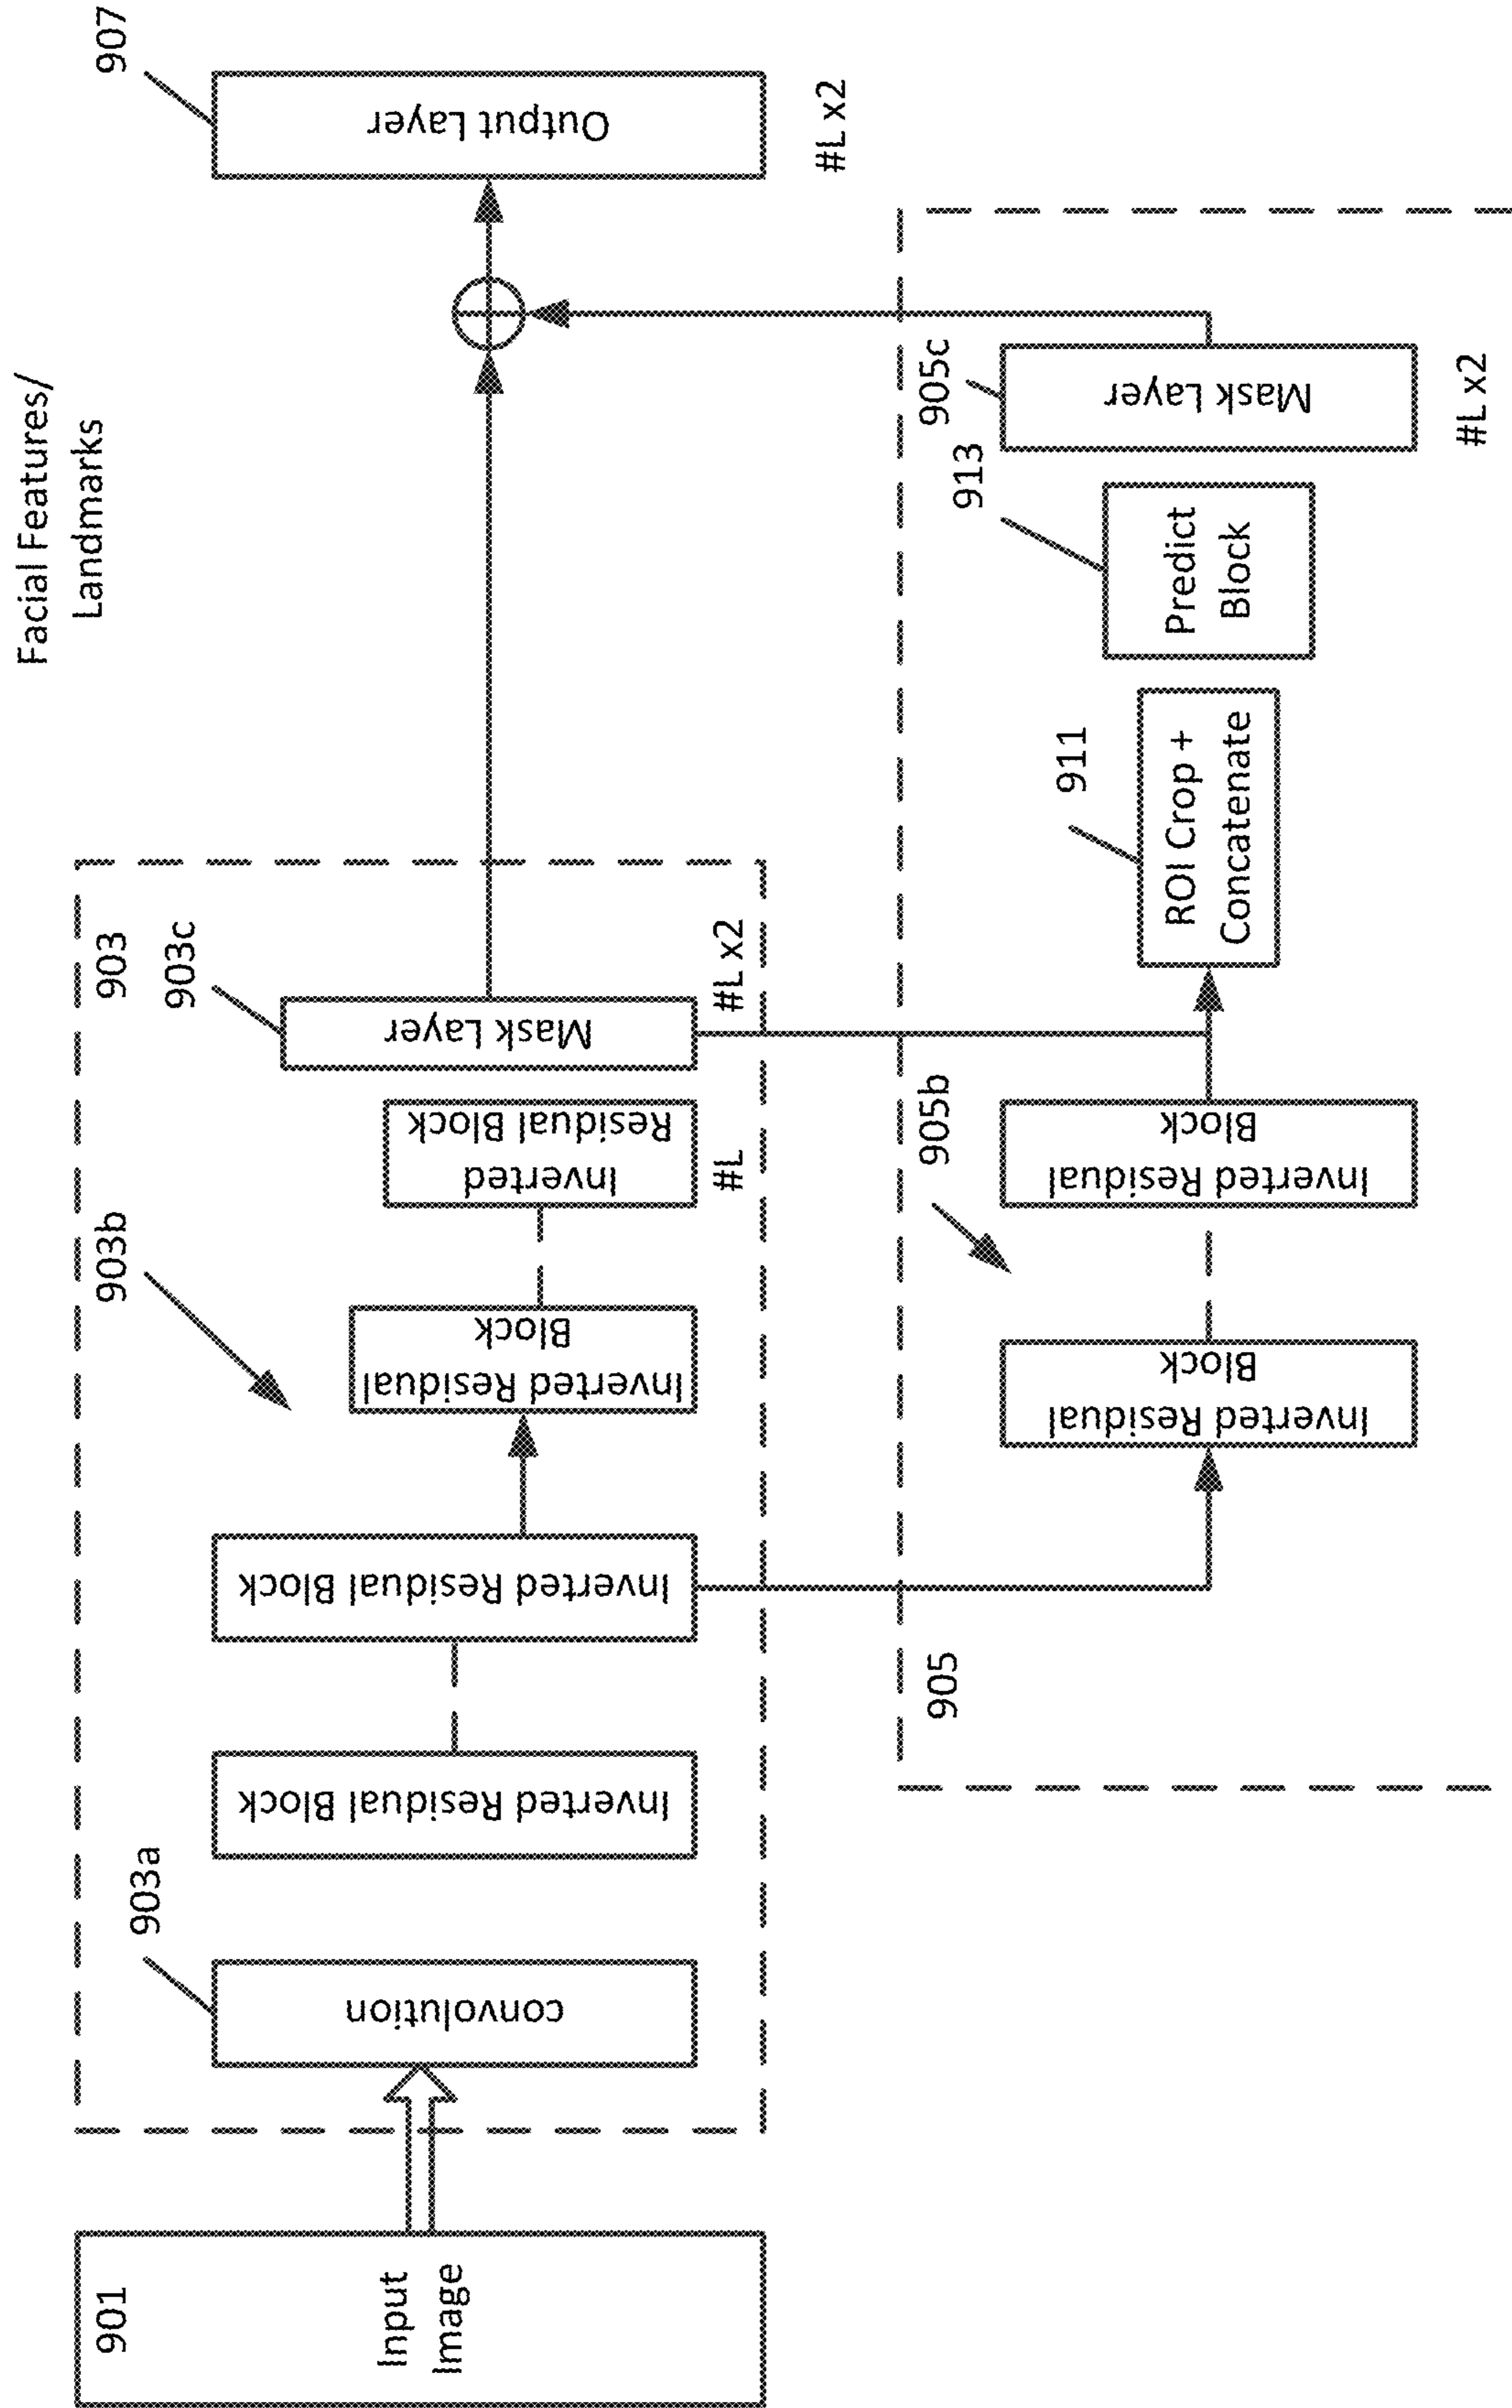 901
Input
Image
903a
convolution
Inverted Residual Block
Inverted Residual Block
903b
Inverted Residual
Block
Inverted
Residual Block
#L
903
903c
Mask Layer
#L x2
Facial Features/
Landmarks
907
Output Layer
#L x2
905
Inverted Residual
Block
905b
Inverted Residual
Block
911
ROI Crop +
Concatenate
913
Predict
Block
905c
Mask Layer
#L x2